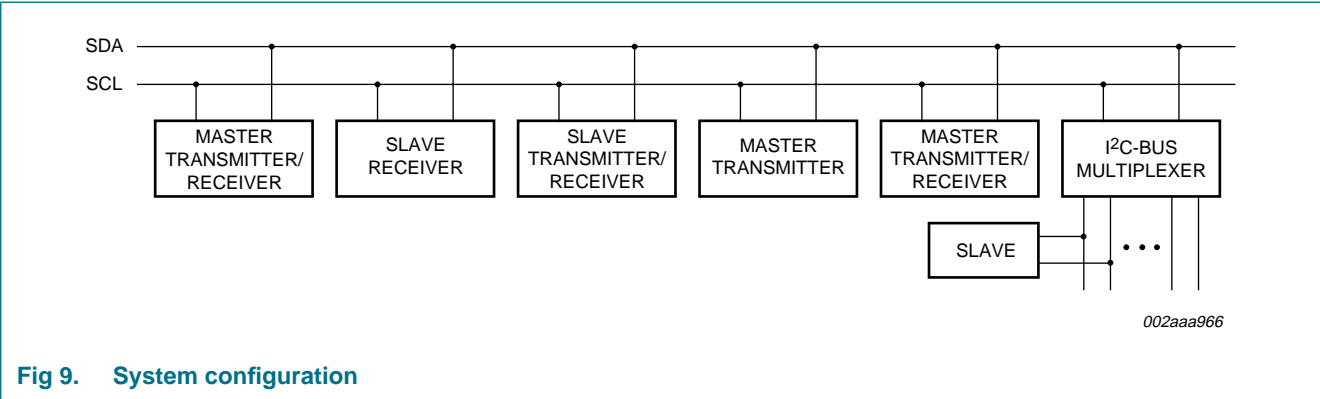 SDA
SCL
MASTER
TRANSMITTER/
RECEIVER
SLAVE
RECEIVER
SLAVE
TRANSMITTER/
RECEIVER
MASTER
TRANSMITTER
MASTER
TRANSMITTER/
RECEIVER
I²C-BUS
MULTIPLEXER
SLAVE
002aaa966
Fig 9. System configuration